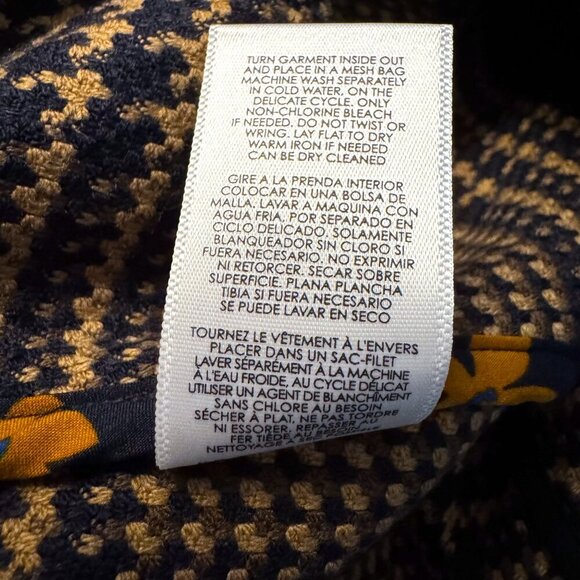 TURN GARMENT INSIDE OUT
AND PLACE IN A MESH BAG
MACHINE WASH SEPARATELY
IN COLD WATER, ON THE
DELICATE CYCLE. ONLY
NON-CHLORINE BLEACH
IF NEEDED. DO NOT TWIST OR
WRING. LAY FLAT TO DRY
WARM IRON IF NEEDED
CAN BE DRY CLEANED
GIRE A LA PRENDA INTERIOR
COLOCAR EN UNA BOLSA DE
MALLA. LAVAR A MAQUINA CON
AGUA FRIA, POR SEPARADO EN
CICLO DELICADO. SOLAMENTE
BLANQUEADOR SIN CLORO SI
FUERA NECESARIO. NO EXPRIMIR
NI RETORCER. SECAR SOBRE
SUPERFICIE. PLANA PLANCHA
TIBIA SI FUERA NECESARIO
SE PUEDE LAVAR EN SECO
TOURNEZ LE VÊTEMENT À L'ENVERS
PLACER DANS UN SAC-FILET
LAVER SÉPARÉMENT À LA MACHINE
À L'EAU FROIDE, AU CYCLE DÉLICAT
UTILISER UN AGENT DE BLANCHÎMENT
SANS CHLORE AU BESOIN
SÉCHER À PLAT, NE PAS TORDRE
NI ESSORER, REPASSER AU
FER TIÈDE AU BESOIN
NETTOYAGE À